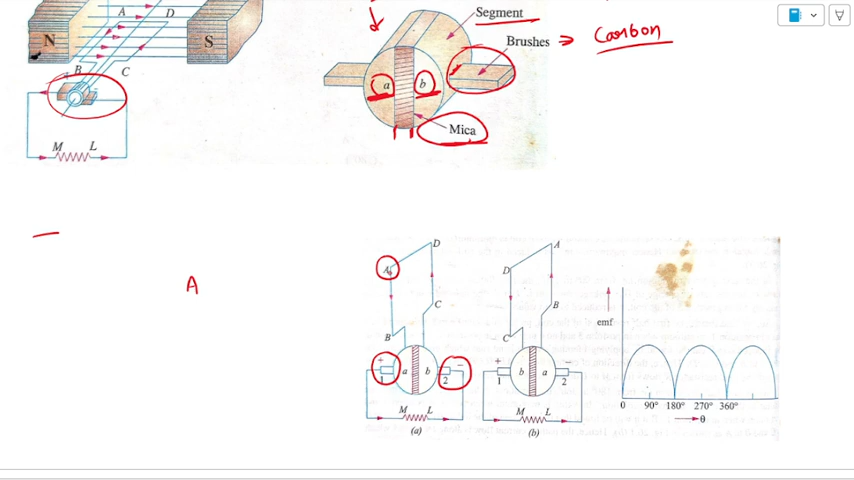 A D
N S
B C
M L
Segment
Brushes → Carbon
a b
Mica
A
D
A
C
B
+ −
1 a b 2
M L
(a)
A
D
B
C
+ −
1 b a 2
M L
(b)
emf
0 90° 180° 270° 360°
θ